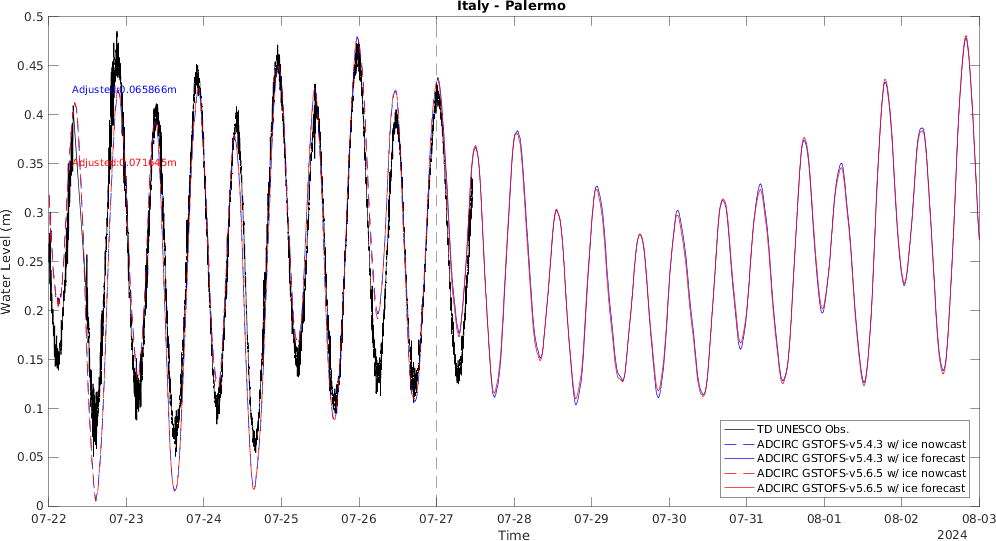 Italy - Palermo
Water Level (m)
0.5
0.45
0.4
0.35
0.3
0.25
0.2
0.15
0.1
0.05
0
Adjusted:0.065866m
Adjusted:0.071645m
TD UNESCO Obs.
ADCIRC GSTOFS-v5.4.3 w/ ice nowcast
ADCIRC GSTOFS-v5.4.3 w/ ice forecast
ADCIRC GSTOFS-v5.6.5 w/ ice nowcast
ADCIRC GSTOFS-v5.6.5 w/ ice forecast
07-22 07-23 07-24 07-25 07-26 07-27 07-28 07-29 07-30 07-31 08-01 08-02 08-03
Time
2024